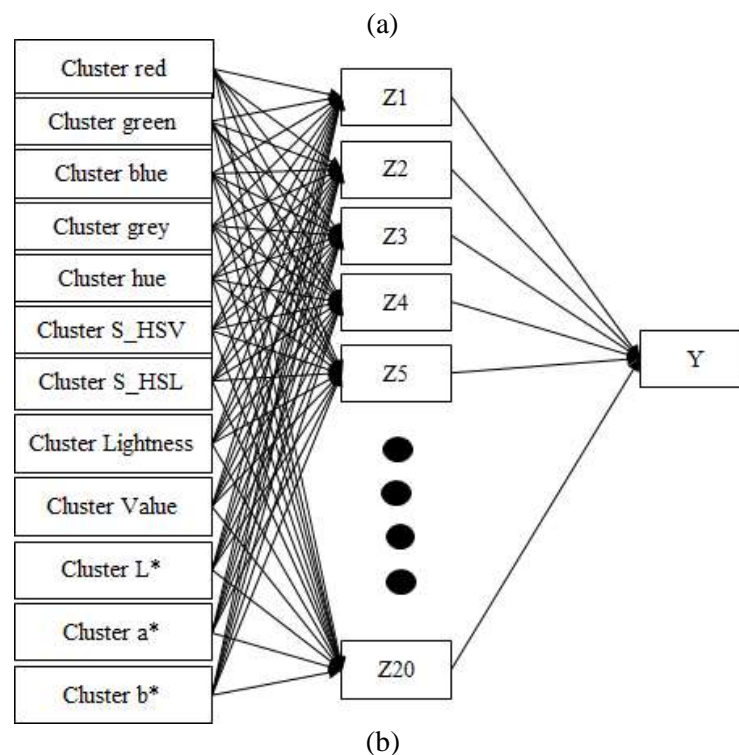 (a)
Cluster red
Cluster green
Cluster blue
Cluster grey
Cluster hue
Cluster S_HSV
Cluster S_HSL
Cluster Lightness
Cluster Value
Cluster L*
Cluster a*
Cluster b*
Z1
Z2
Z3
Z4
Z5
Z20
Y
(b)